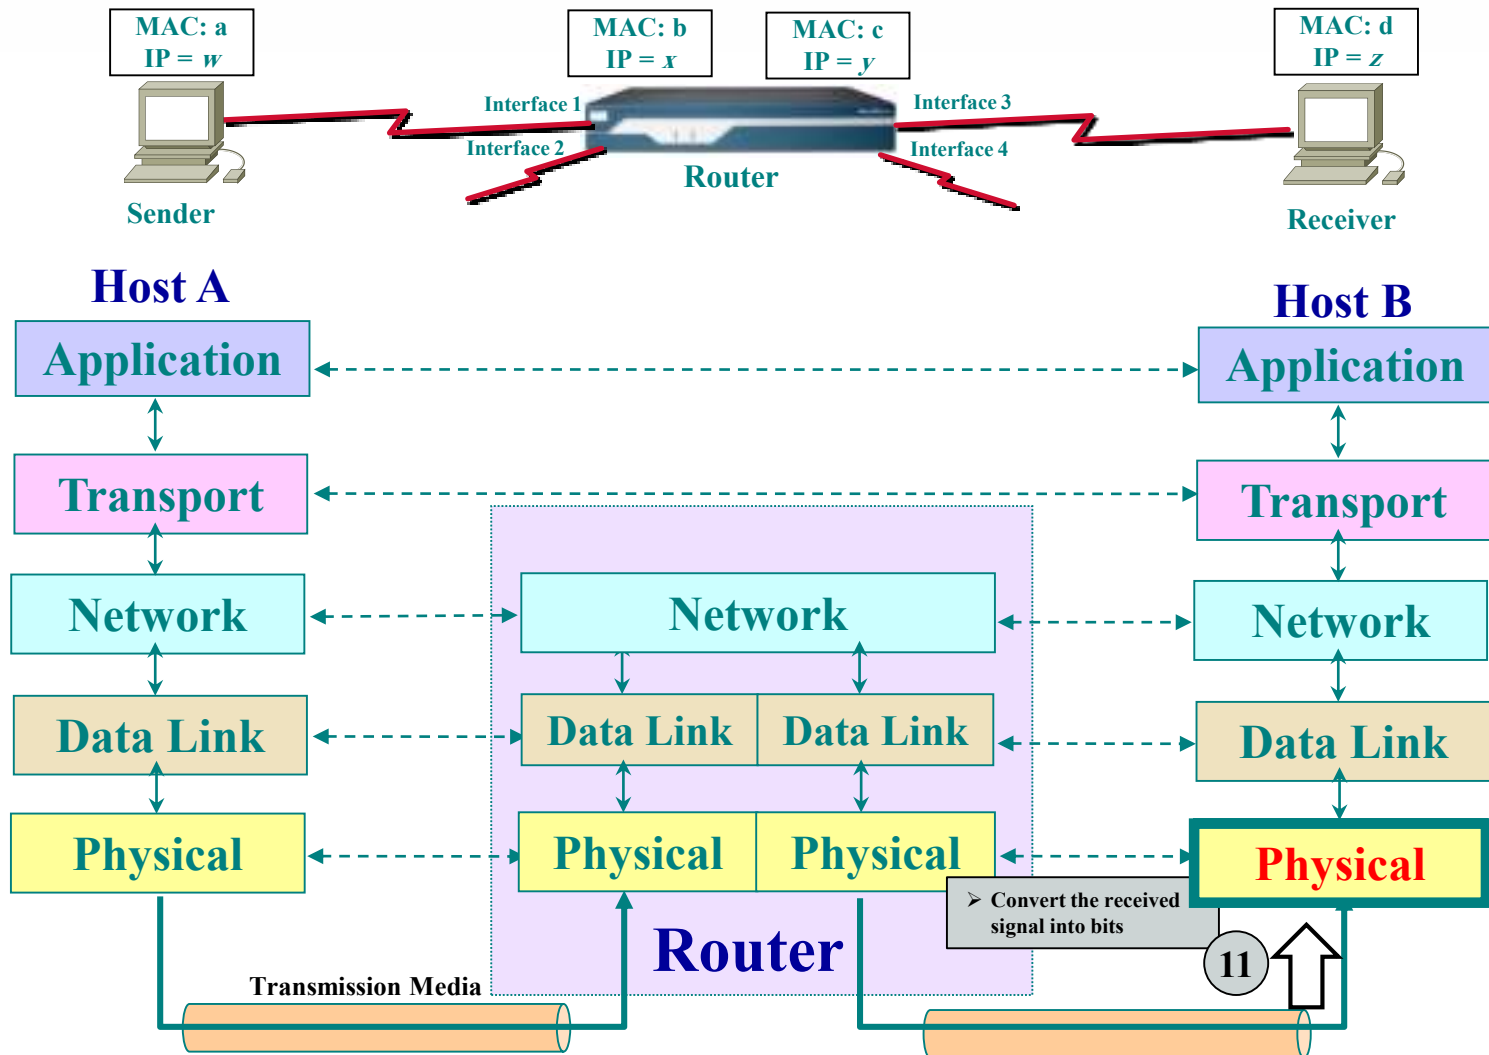 MAC: a
IP = w
MAC: b
IP = x
MAC: c
IP = y
MAC: d
IP = z
Interface 1
Interface 3
Interface 2
Interface 4
Router
Sender
Receiver
Host A
Host B
Application
Application
Transport
Transport
Network
Network
Network
Data Link
Data Link
Data Link
Data Link
Physical
Physical
Physical
Physical
➢ Convert the received
signal into bits
11
Router
Transmission Media